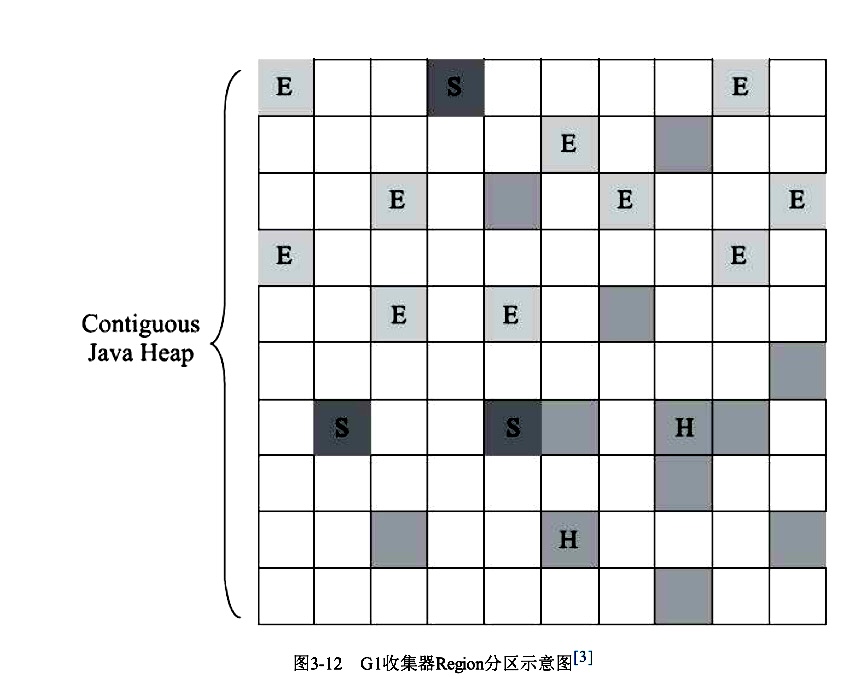 E S E
E
E E E
E E
Contiguous
Java Heap
E E
S S H
H
图3-12 G1收集器Region分区示意图[3]